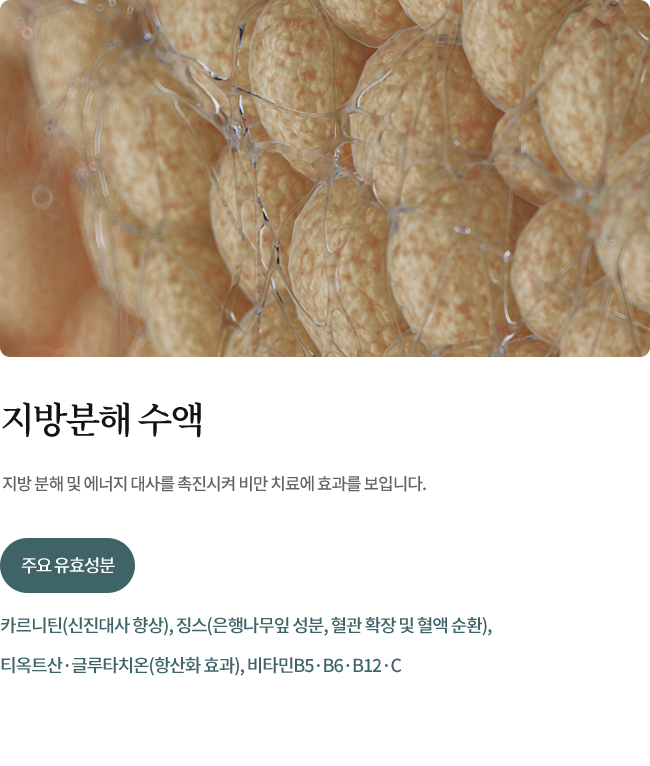 지방분해 수액
지방 분해 및 에너지 대사를 촉진시켜 비만 치료에 효과를 보입니다.
주요 유효성분
카르니틴(신진대사 향상), 징스(은행나무잎 성분, 혈관 확장 및 혈액 순환),
티옥트산·글루타치온(항산화 효과), 비타민B5·B6·B12·C